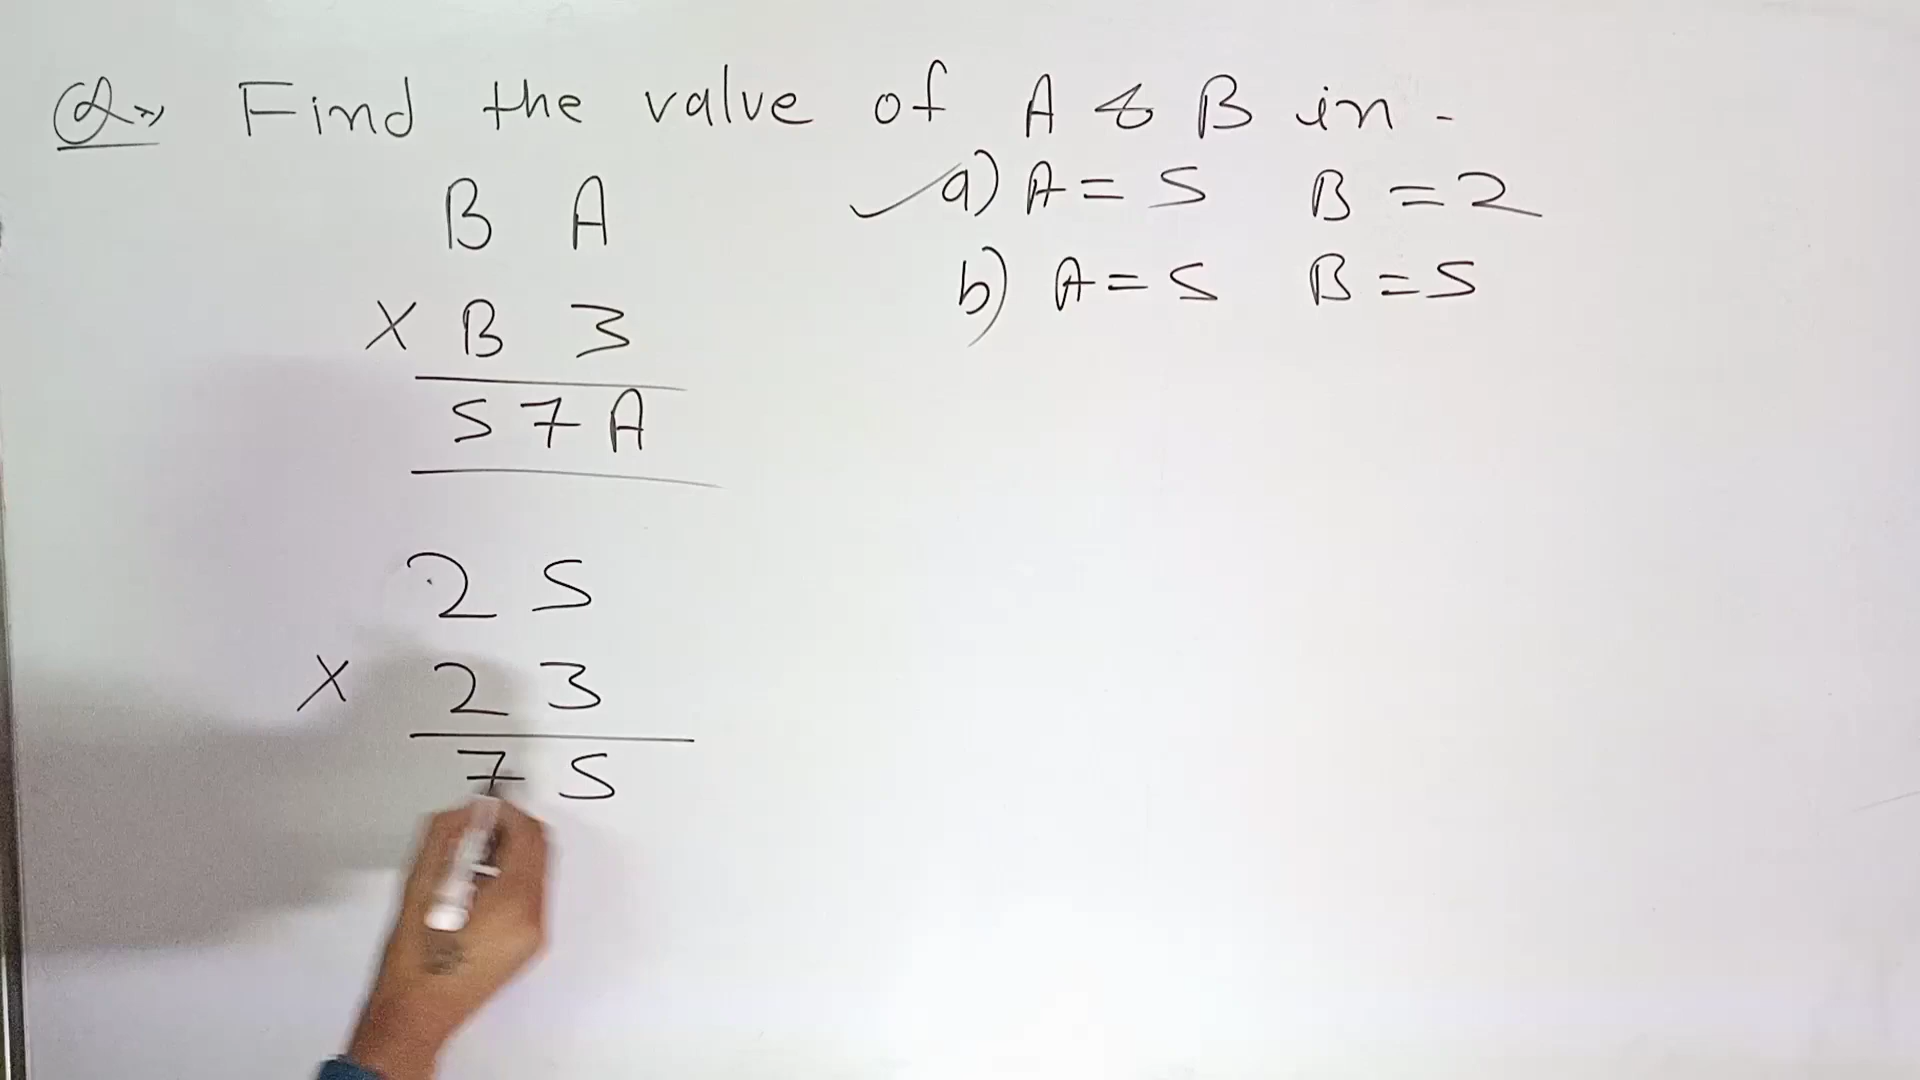 Q→ Find the value of A & B in -
B A
× B 3
5 7 A
a) A = 5 B = 2
b) A = 5 B = 5
2 5
× 2 3
7 5